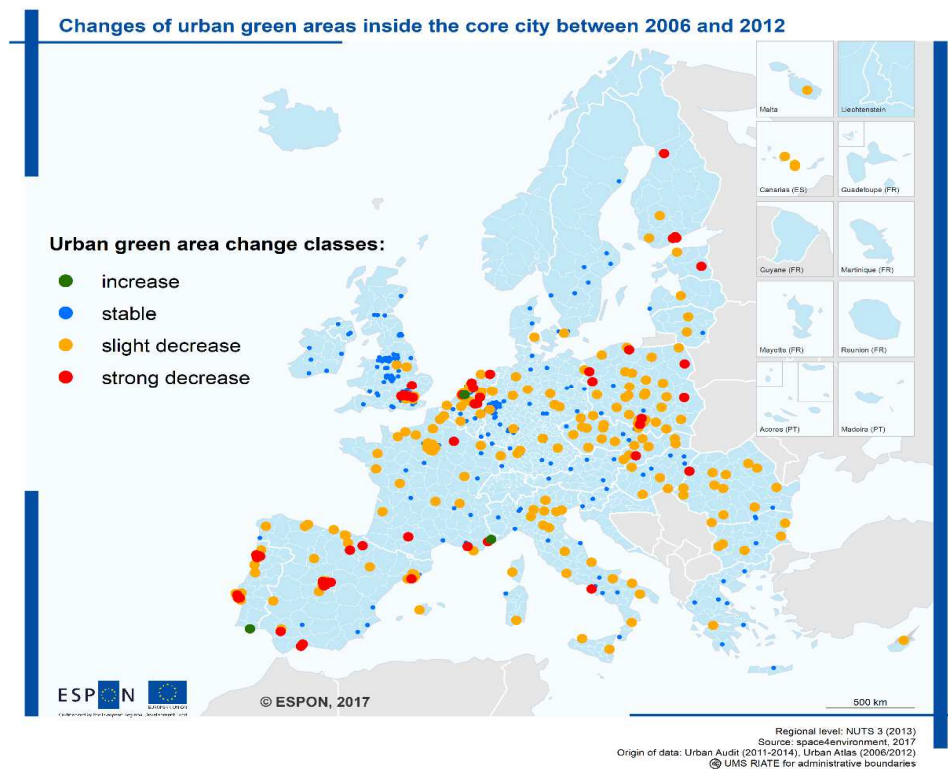 Changes of urban green areas inside the core city between 2006 and 2012
Malta
Liechtenstein
Canarias (ES)
Guadeloupe (FR)
Guyane (FR)
Martinique (FR)
Mayotte (FR)
Reunion (FR)
Acores (PT)
Madeira (PT)
Urban green area change classes:
increase
stable
slight decrease
strong decrease
ESPON
EUROPEAN UNION
© ESPON, 2017
500 km
Regional level: NUTS 3 (2013)
Source: space4environment, 2017
Origin of data: Urban Audit (2011-2014), Urban Atlas (2006/2012)
UMS RIATE for administrative boundaries